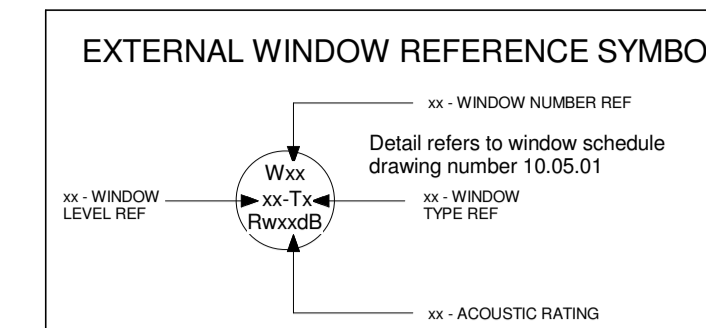 EXTERNAL WINDOW REFERENCE SYMBO
xx - WINDOW NUMBER REF
Detail refers to window schedule
drawing number 10.05.01
Wxx
xx - WINDOW
LEVEL REF
xx-Tx
xx - WINDOW
TYPE REF
RwxxdB
xx - ACOUSTIC RATING